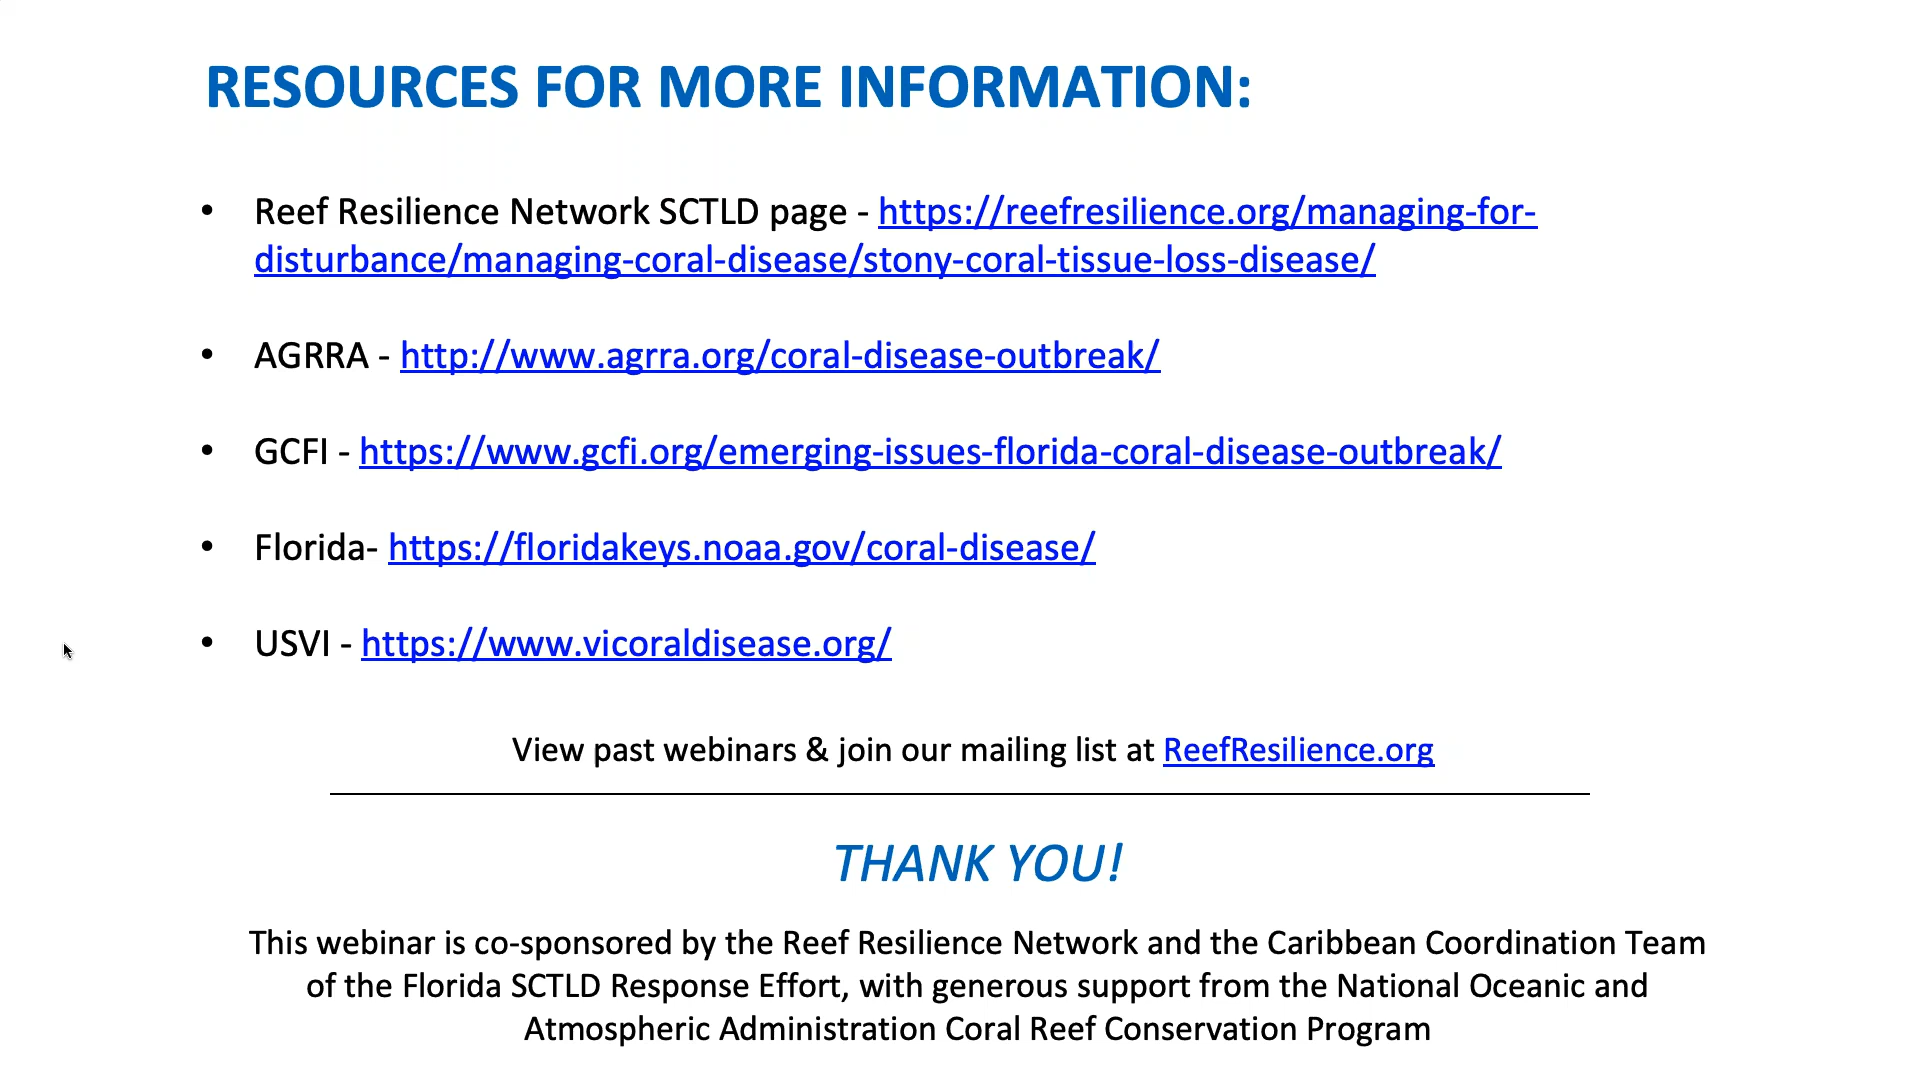 RESOURCES FOR MORE INFORMATION:
• Reef Resilience Network SCTLD page - https://reefresilience.org/managing-for-
disturbance/managing-coral-disease/stony-coral-tissue-loss-disease/
• AGRRA - http://www.agrra.org/coral-disease-outbreak/
• GCFI - https://www.gcfi.org/emerging-issues-florida-coral-disease-outbreak/
• Florida- https://floridakeys.noaa.gov/coral-disease/
• USVI - https://www.vicoraldisease.org/
View past webinars & join our mailing list at ReefResilience.org
THANK YOU!
This webinar is co-sponsored by the Reef Resilience Network and the Caribbean Coordination Team
of the Florida SCTLD Response Effort, with generous support from the National Oceanic and
Atmospheric Administration Coral Reef Conservation Program